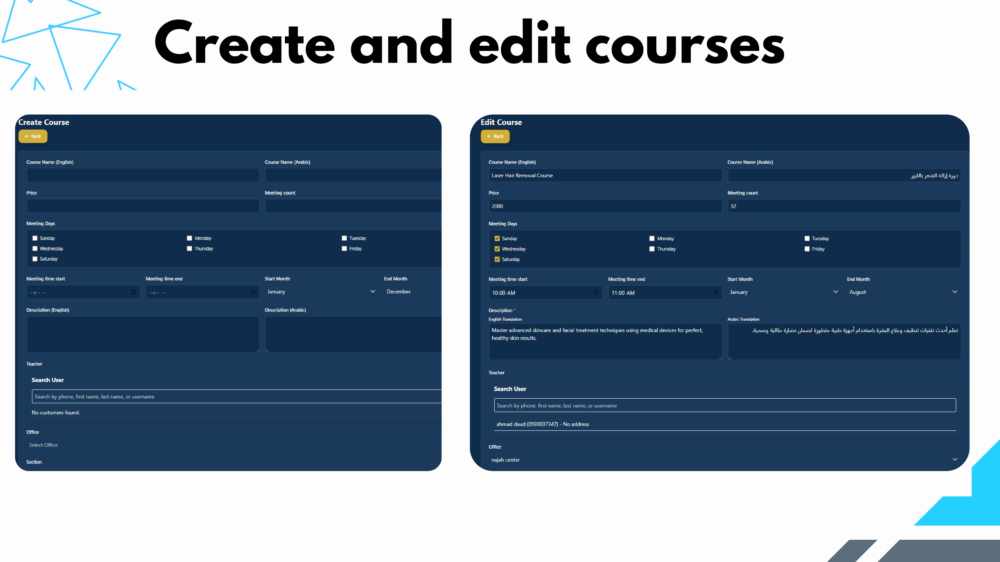 Create and edit courses
Create Course
← Back
Course Name (English) Course Name (Arabic)
Price Meeting count
Meeting Days
Sunday Monday Tuesday
Wednesday Thursday Friday
Saturday
Meeting time start Meeting time end Start Month End Month
--:-- -- --:-- -- January December
Description (English) Description (Arabic)
Teacher
Search User
Search by phone, first name, last name, or username
No customers found.
Office
Select Office
Section
Edit Course
← Back
Course Name (English) Course Name (Arabic)
Laser Hair Removal Course دورة إزالة الشعر بالليزر
Price Meeting count
2000 32
Meeting Days
Sunday Monday Tuesday
Wednesday Thursday Friday
Saturday
Meeting time start Meeting time end Start Month End Month
10:00 AM 11:00 AM January August
Description *
English Translation Arabic Translation
Master advanced skincare and facial treatment techniques using medical devices for perfect,
healthy skin results.
تعلم أحدث تقنيات تنظيف وعلاج البشرة باستخدام أجهزة طبية متطورة لضمان نضارة مثالية وصحية.
Teacher
Search User
Search by phone, first name, last name, or username
ahmad daud (0593037347) - No address
Office
najah center